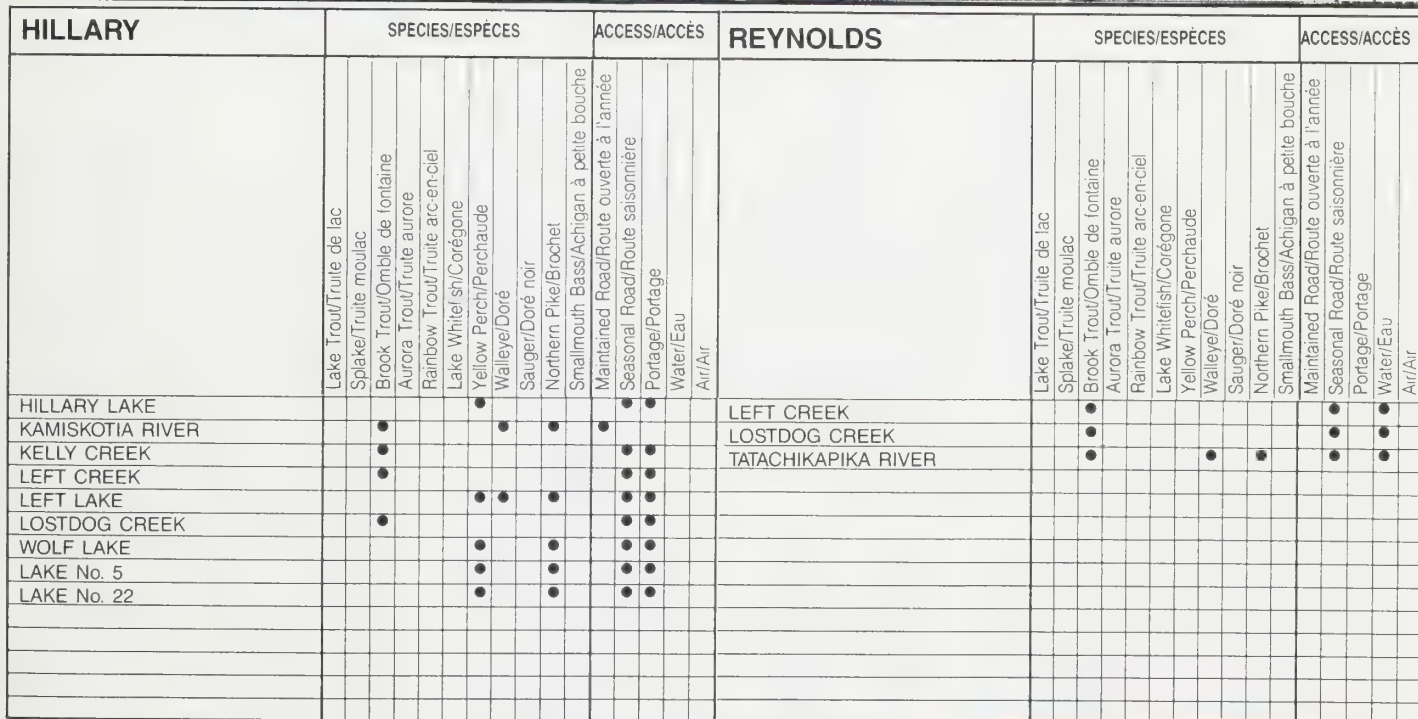 HILLARY
SPECIES/ESPÈCES
ACCESS/ACCÈS
Lake Trout/Truite de lac
Splake/Truite moulac
Brook Trout/Omble de fontaine
Aurora Trout/Truite aurore
Rainbow Trout/Truite arc-en-ciel
Lake Whitefish/Corégone
Yellow Perch/Perchaude
Walleye/Doré
Sauger/Doré noir
Northern Pike/Brochet
Smallmouth Bass/Achigan à petite bouche
Maintained Road/Route ouverte à l'année
Seasonal Road/Route saisonnière
Portage/Portage
Water/Eau
Air/Air
HILLARY LAKE
KAMISKOTIA RIVER
KELLY CREEK
LEFT CREEK
LEFT LAKE
LOSTDOG CREEK
WOLF LAKE
LAKE No. 5
LAKE No. 22
REYNOLDS
SPECIES/ESPÈCES
ACCESS/ACCÈS
Lake Trout/Truite de lac
Splake/Truite moulac
Brook Trout/Omble de fontaine
Aurora Trout/Truite aurore
Rainbow Trout/Truite arc-en-ciel
Lake Whitefish/Corégone
Yellow Perch/Perchaude
Walleye/Doré
Sauger/Doré noir
Northern Pike/Brochet
Smallmouth Bass/Achigan à petite bouche
Maintained Road/Route ouverte à l'année
Seasonal Road/Route saisonnière
Portage/Portage
Water/Eau
Air/Air
LEFT CREEK
LOSTDOG CREEK
TATACHIKAPIKA RIVER